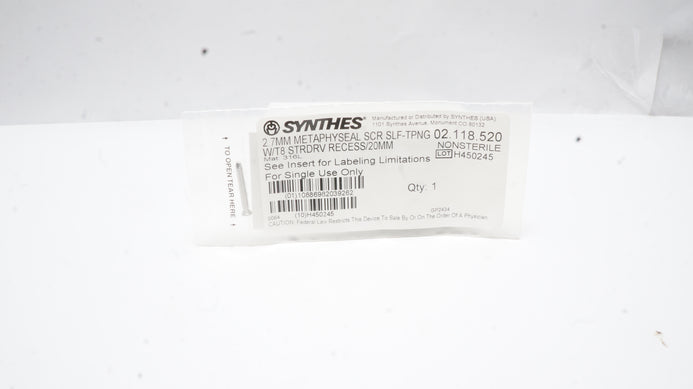 SYNTHES®
Manufactured or Distributed by SYNTHES (USA)
1101 Synthes Avenue, Monument CO 80132
2.7MM METAPHYSEAL SCR SLF-TPNG 02.118.520
W/T8 STRDRV RECESS/20MM
NONSTERILE
Mat. 316L
LOT H450245
See Insert for Labeling Limitations
For Single Use Only
Qty: 1
(01)10886982039262
(10)H450245
CAUTION: Federal Law Restricts This Device To Sale By Or On The Order Of A Physician
TO OPEN TEAR HERE